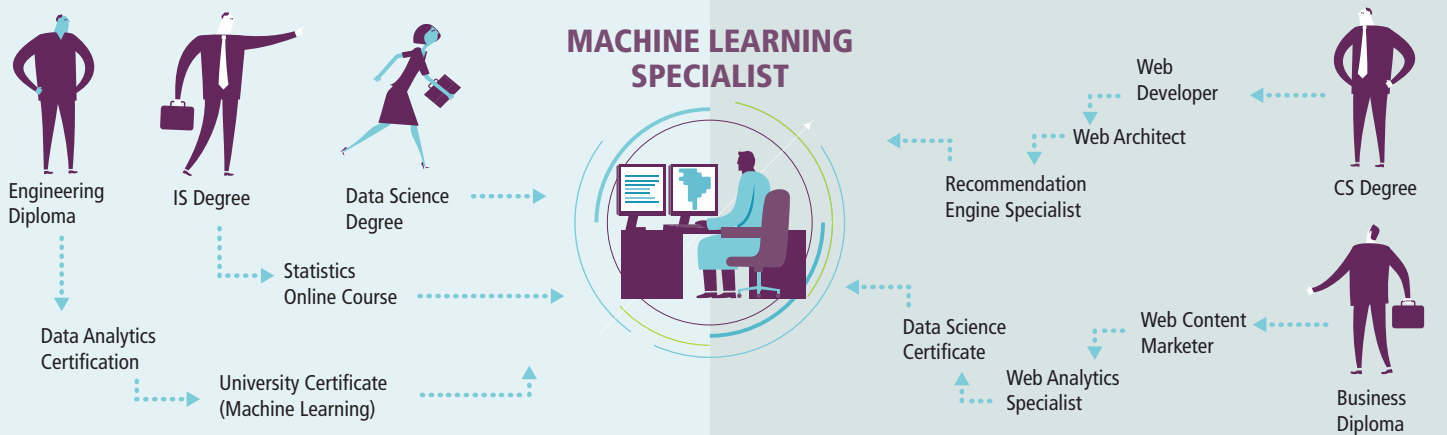 MACHINE LEARNING
SPECIALIST
Engineering
Diploma
IS Degree
Data Science
Degree
Statistics
Online Course
Data Analytics
Certification
University Certificate
(Machine Learning)
Web
Developer
Web Architect
Recommendation
Engine Specialist
CS Degree
Data Science
Certificate
Web Content
Marketer
Web Analytics
Specialist
Business
Diploma